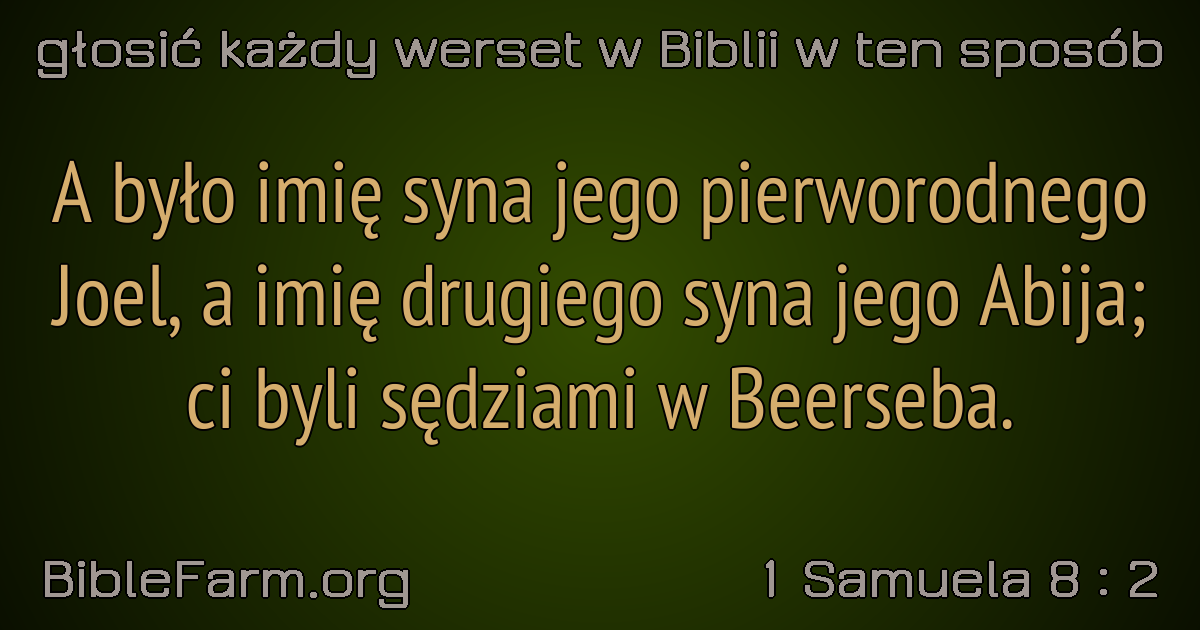 głosić każdy werset w Biblii w ten sposób
A było imię syna jego pierworodnego
Joel, a imię drugiego syna jego Abija;
ci byli sędziami w Beerseba.
BibleFarm.org
1 Samuela 8 : 2